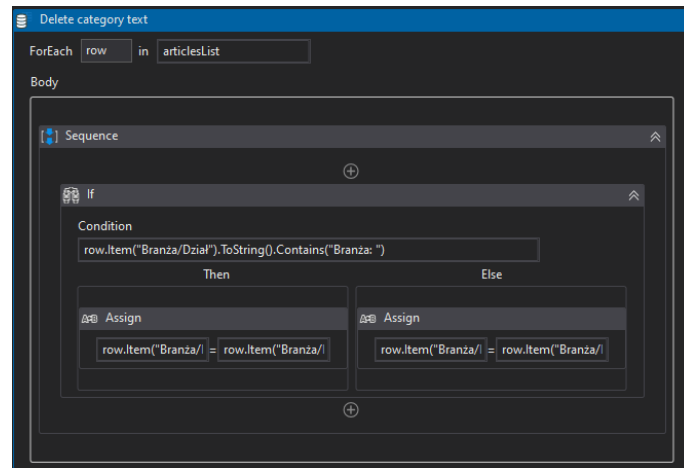 Delete category text
ForEach row in articlesList
Body
Sequence
If
Condition
row.Item("Branża/Dział").ToString().Contains("Branża: ")
Then Else
Assign Assign
row.Item("Branża/ = row.Item("Branża/ row.Item("Branża/ = row.Item("Branża/